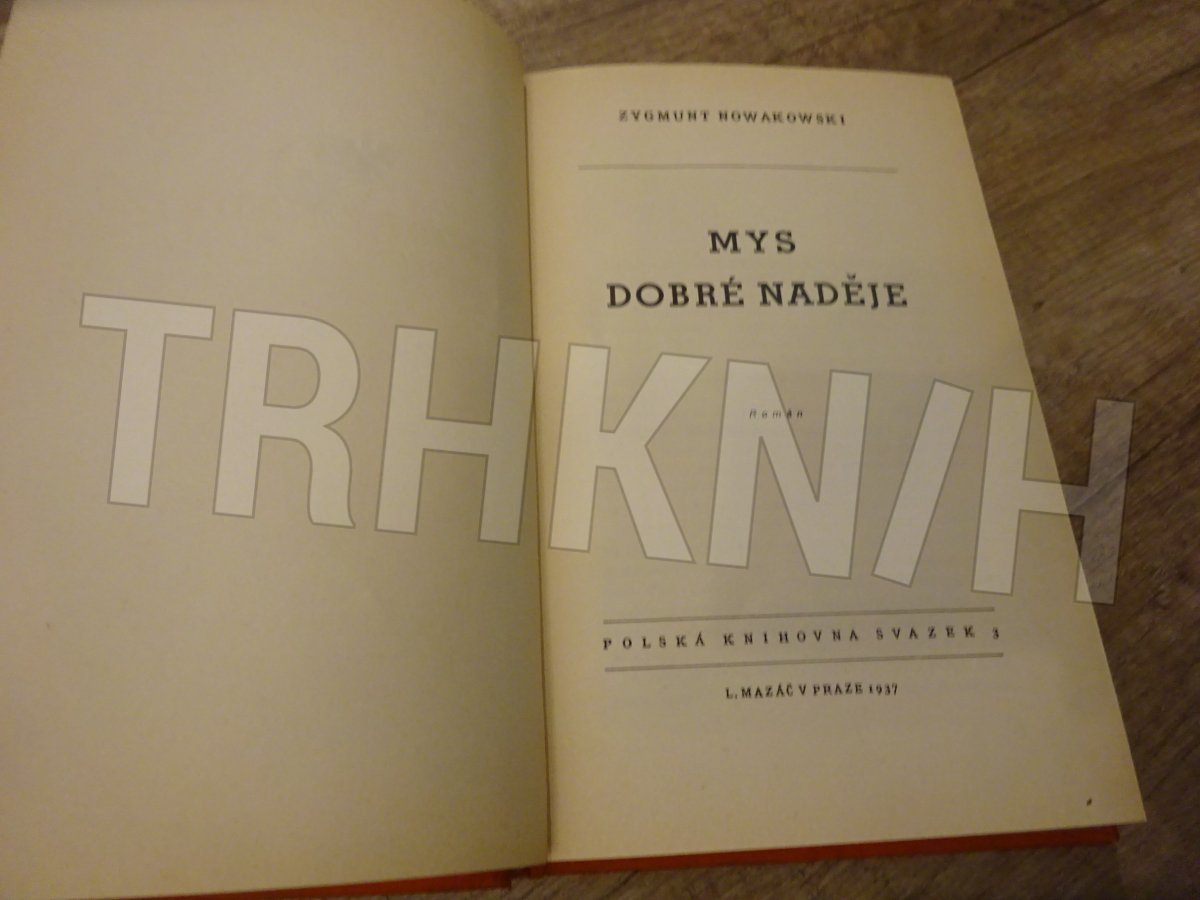 ZYGMUNT NOWAKOWSKI
MYS
DOBRÉ NADĚJE
TRHKNIH
Román
POLSKÁ KNIHOVNA SVAZEK 3
L. MAZÁČ V PRAZE 1937